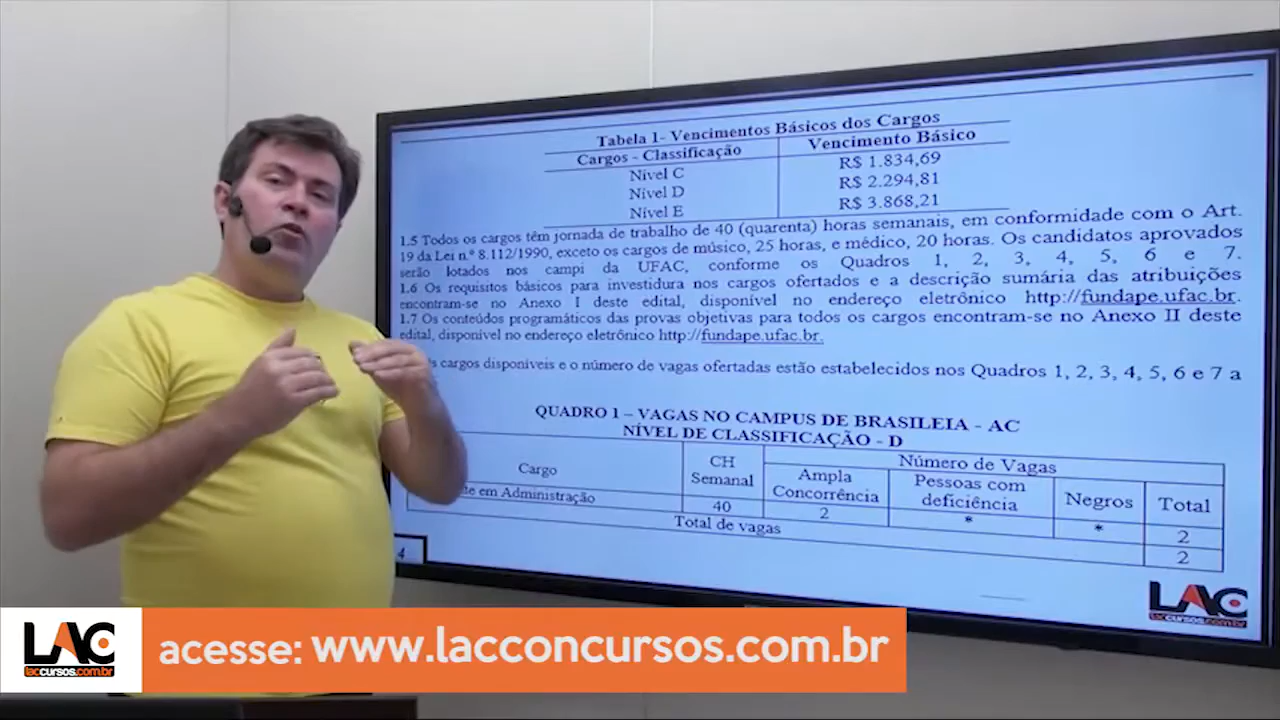 Tabela 1- Vencimentos Básicos dos Cargos
Cargos - Classificação Vencimento Básico
Nível C R$ 1.834,69
Nível D R$ 2.294,81
Nível E R$ 3.868,21
1.5 Todos os cargos têm jornada de trabalho de 40 (quarenta) horas semanais, em conformidade com o Art.
19 da Lei n.º 8.112/1990, exceto os cargos de músico, 25 horas, e médico, 20 horas. Os candidatos aprovados
serão lotados nos campi da UFAC, conforme os Quadros 1, 2, 3, 4, 5, 6 e 7.
1.6 Os requisitos básicos para investidura nos cargos ofertados e a descrição sumária das atribuições
encontram-se no Anexo I deste edital, disponível no endereço eletrônico http://fundape.ufac.br.
1.7 Os conteúdos programáticos das provas objetivas para todos os cargos encontram-se no Anexo II deste
edital, disponível no endereço eletrônico http://fundape.ufac.br.
cargos disponíveis e o número de vagas ofertadas estão estabelecidos nos Quadros 1, 2, 3, 4, 5, 6 e 7 a
QUADRO 1 – VAGAS NO CAMPUS DE BRASILEIA - AC
NÍVEL DE CLASSIFICAÇÃO - D
Cargo CH Semanal Número de Vagas
Ampla Concorrência Pessoas com deficiência Negros Total
em Administração 40 2 * * 2
Total de vagas 2
4
LAC
laccursos.com.br
LAC
laccursos.com.br
acesse: www.lacconcursos.com.br